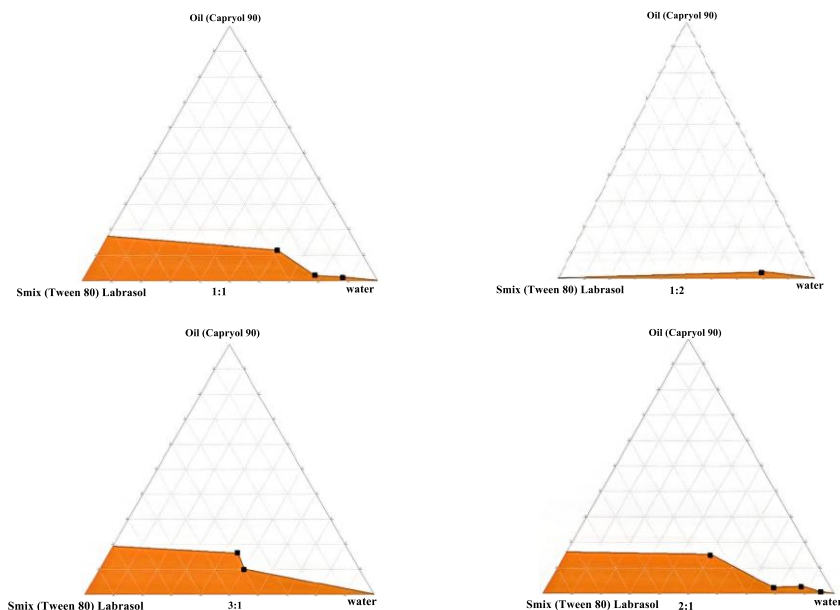 Oil (Capryol 90)
Oil (Capryol 90)
Smix (Tween 80) Labrasol 1:1 water
Smix (Tween 80) Labrasol 1:2 water
Oil (Capryol 90)
Oil (Capryol 90)
Smix (Tween 80) Labrasol 3:1 water
Smix (Tween 80) Labrasol 2:1 water